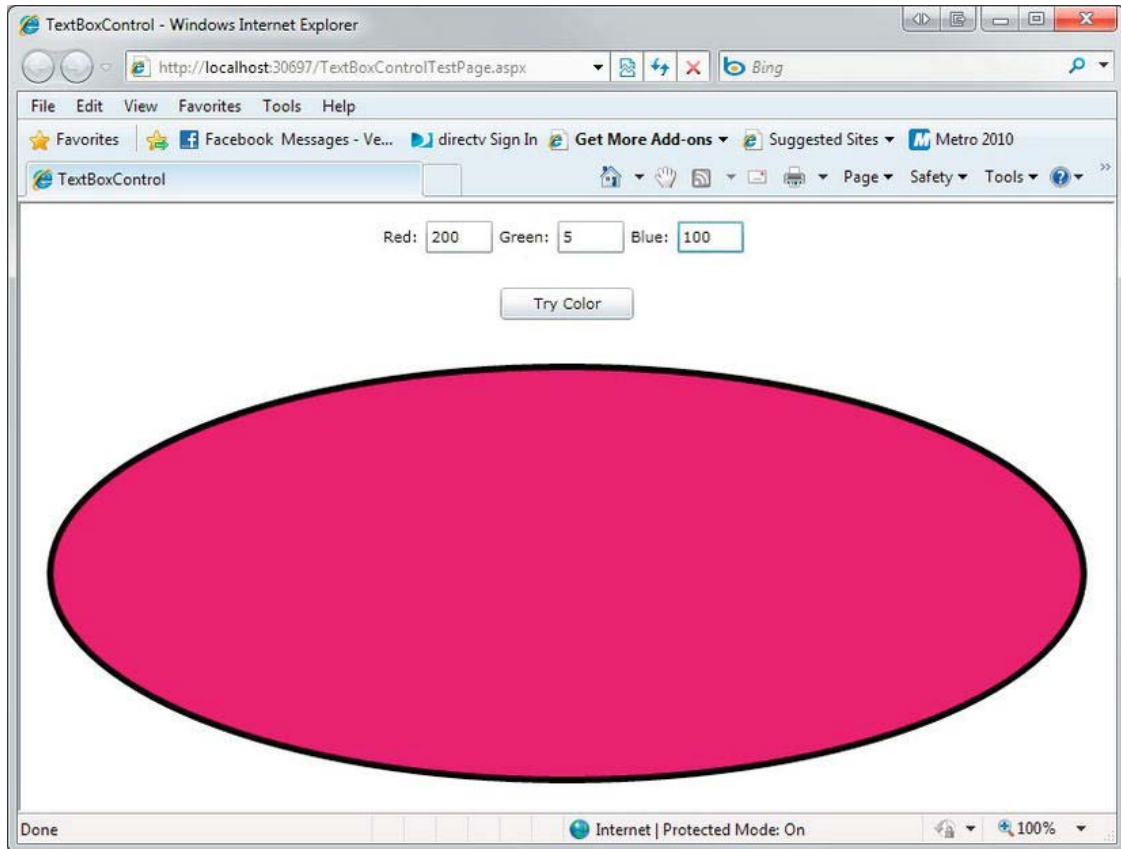 TextBoxControl - Windows Internet Explorer
http://localhost:30697/TextBoxControlTestPage.aspx
Bing
File Edit View Favorites Tools Help
Favorites Facebook Messages - Ve... directv Sign In Get More Add-ons Suggested Sites Metro 2010
TextBoxControl Page Safety Tools
Red: 200 Green: 5 Blue: 100
Try Color
Done Internet | Protected Mode: On 100%